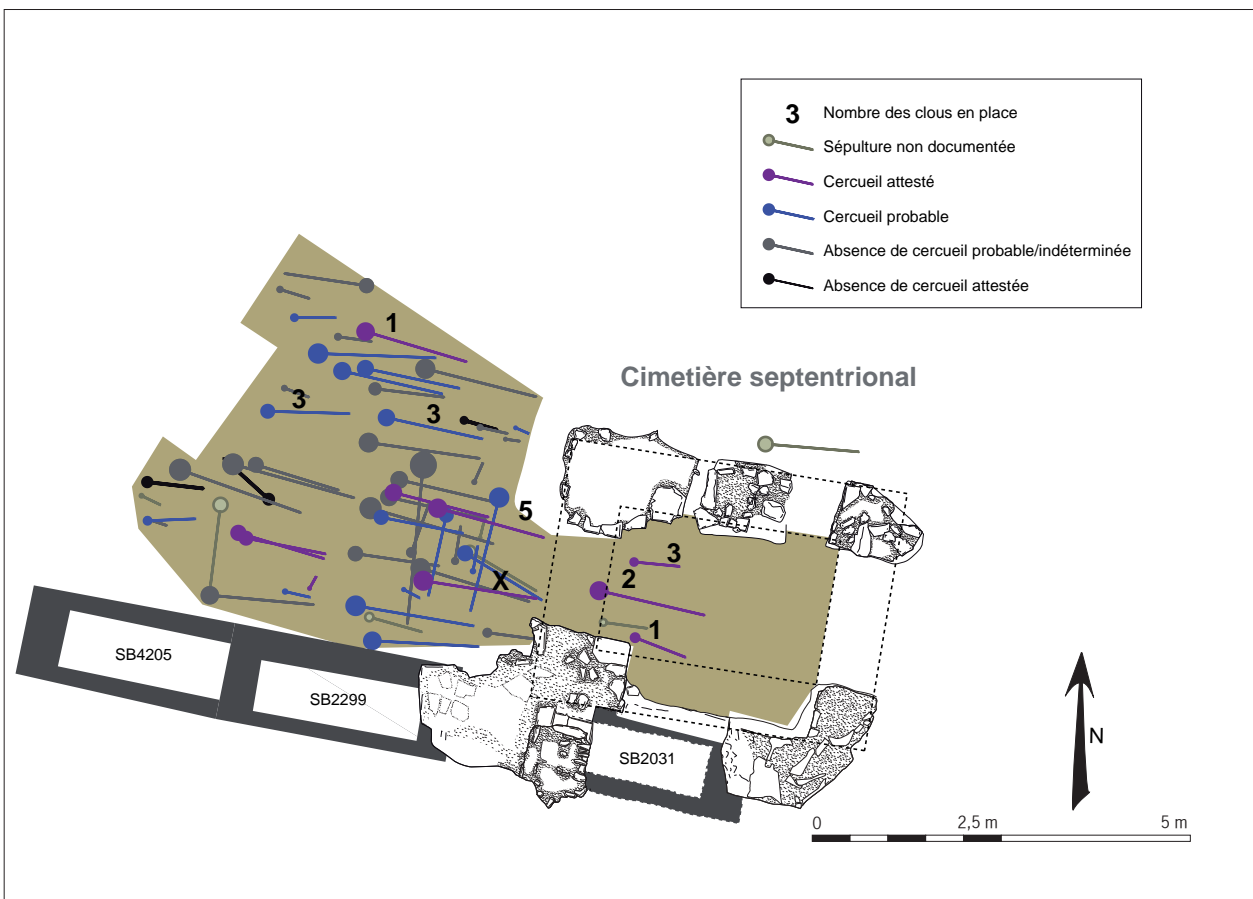 3 Nombre des clous en place
Sépulture non documentée
Cercueil attesté
Cercueil probable
Absence de cercueil probable/indéterminée
Absence de cercueil attestée
1
Cimetière septentrional
3
3
5
X
3
2
1
SB4205
SB2299
SB2031
N
0 2,5 m 5 m